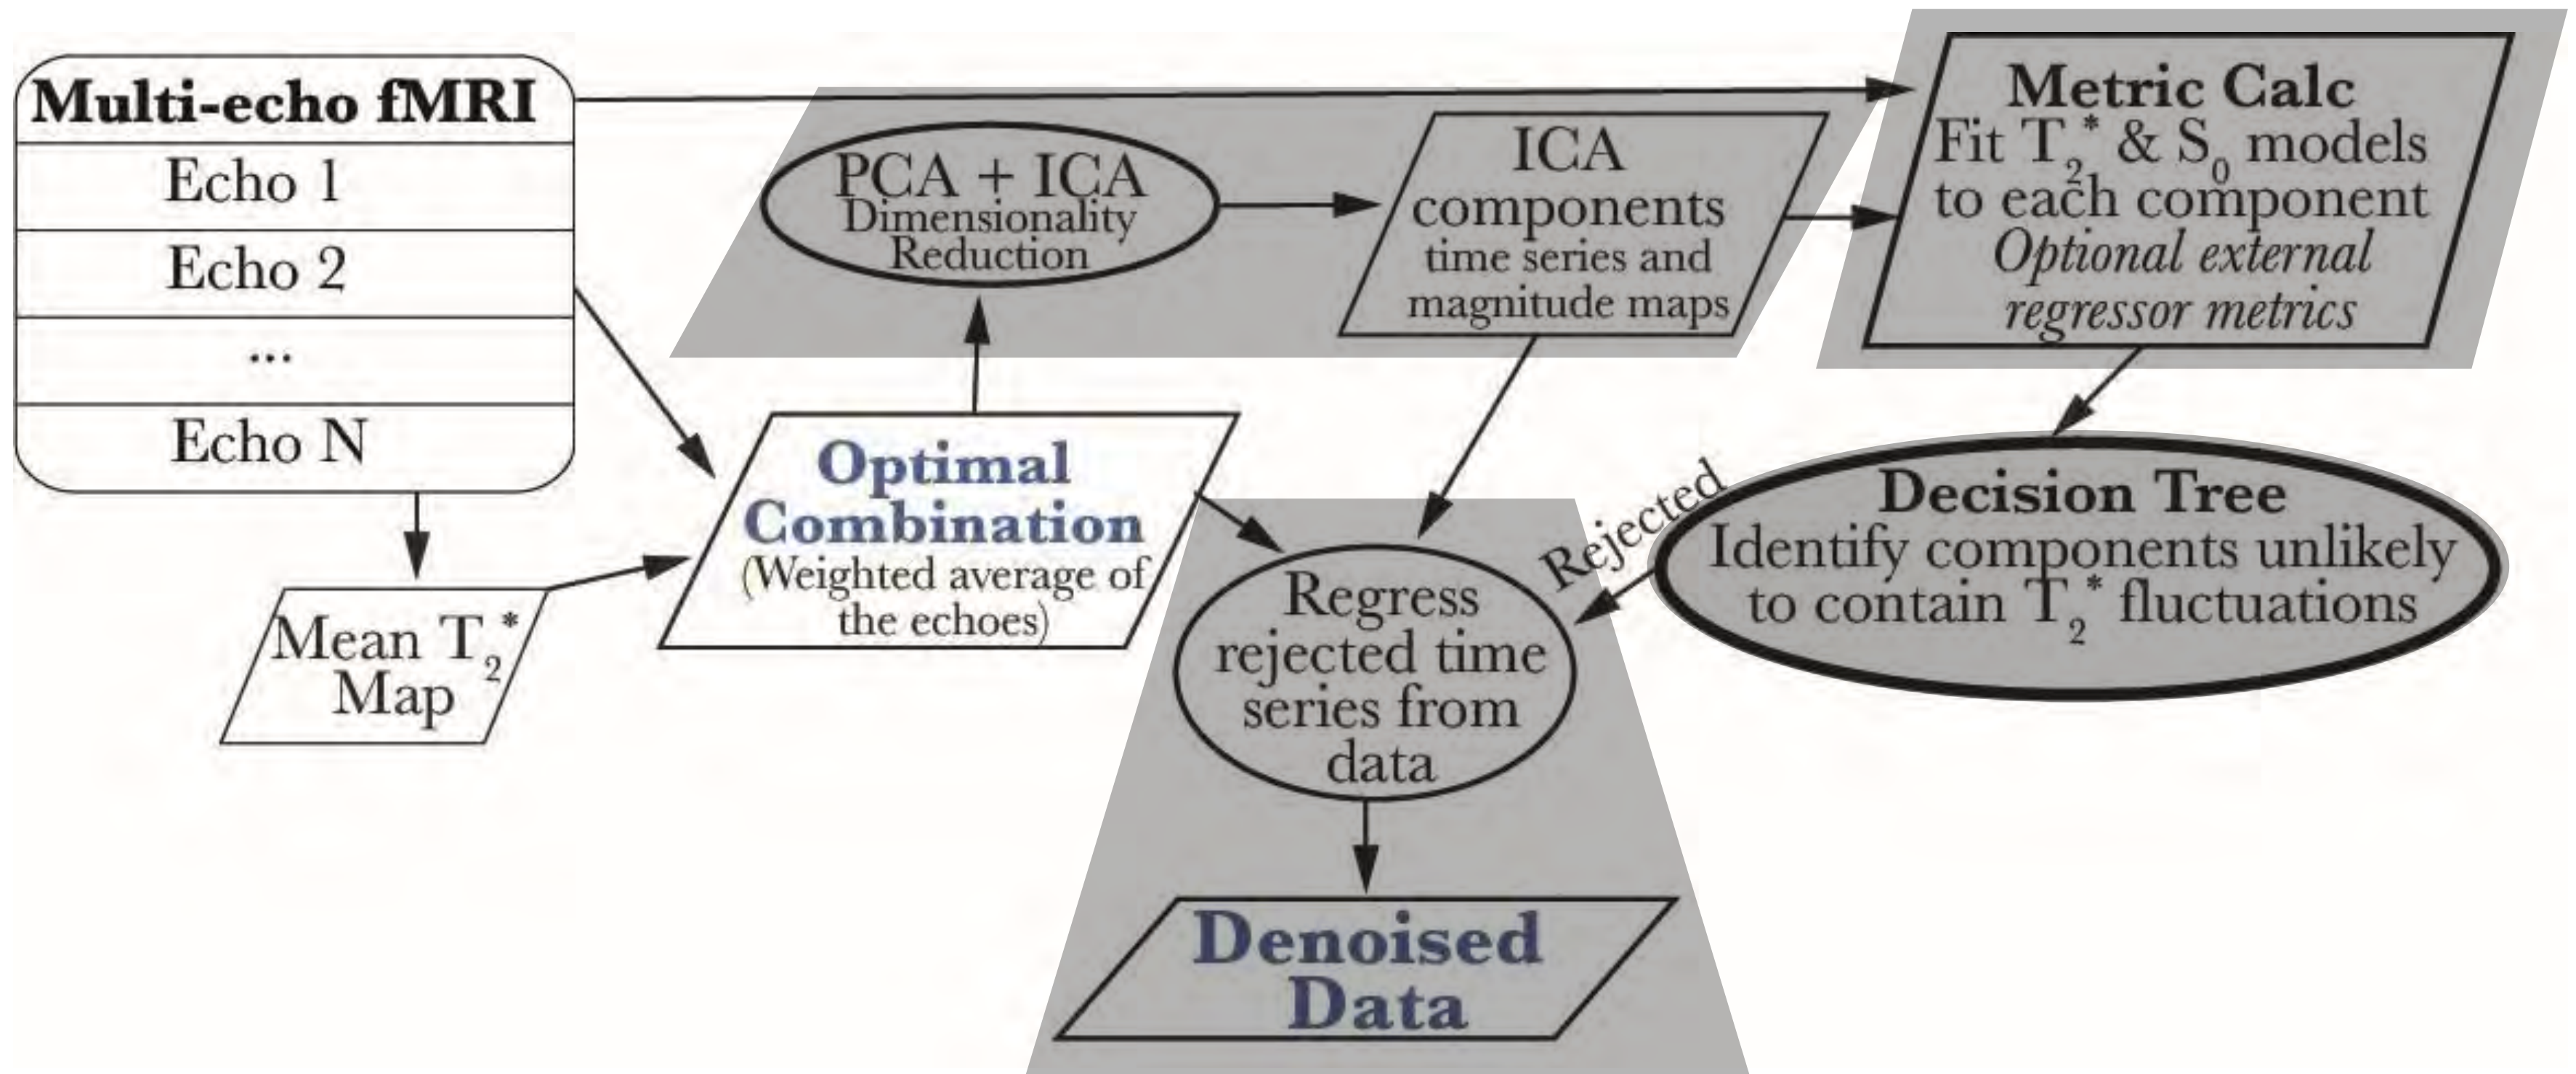 Multi-echo fMRI
Echo 1
Echo 2
...
Echo N
Mean T₂*
Map
Optimal
Combination
(Weighted average of
the echoes)
PCA + ICA
Dimensionality
Reduction
ICA
components
time series and
magnitude maps
Metric Calc
Fit T₂* & S₀ models
to each component
Optional external
regressor metrics
Decision Tree
Identify components unlikely
to contain T₂* fluctuations
Rejected
Regress
rejected time
series from
data
Denoised
Data